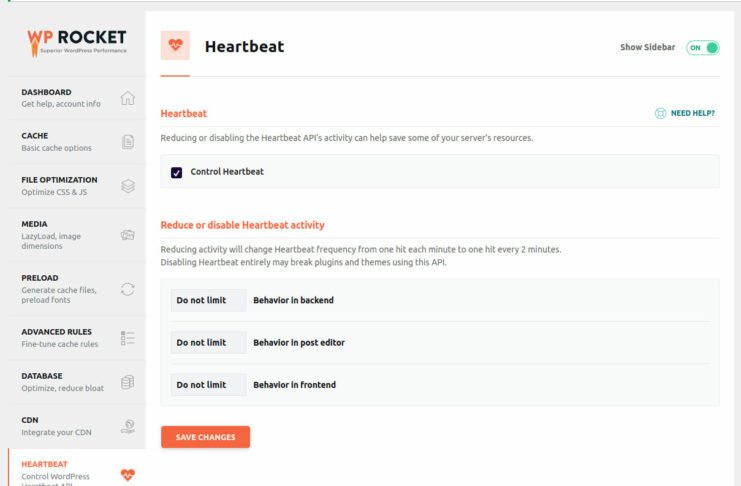 WP ROCKET
Superior WordPress Performance
Heartbeat
Show Sidebar
ON
DASHBOARD
Get help, account info
CACHE
Basic cache options
FILE OPTIMIZATION
Optimize CSS & JS
MEDIA
LazyLoad, image
dimensions
PRELOAD
Generate cache files,
preload fonts
ADVANCED RULES
Fine-tune cache rules
DATABASE
Optimize, reduce bloat
CDN
Integrate your CDN
HEARTBEAT
Control WordPress
Heartbeat API
Heartbeat
NEED HELP?
Reducing or disabling the Heartbeat API's activity can help save some of your server's resources.
Control Heartbeat
Reduce or disable Heartbeat activity
Reducing activity will change Heartbeat frequency from one hit each minute to one hit every 2 minutes.
Disabling Heartbeat entirely may break plugins and themes using this API.
Do not limit Behavior in backend
Do not limit Behavior in post editor
Do not limit Behavior in frontend
SAVE CHANGES